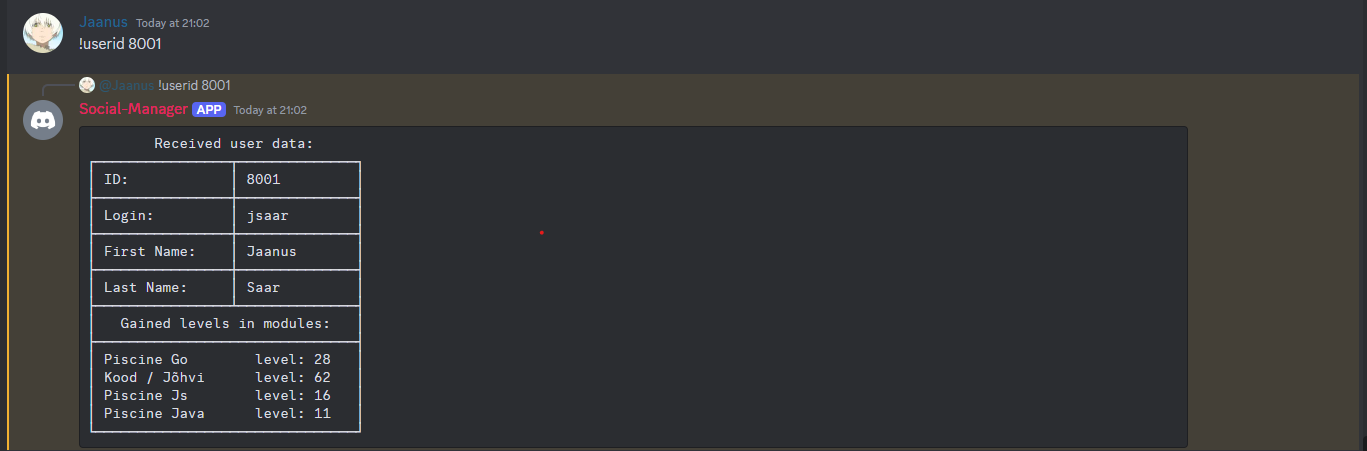 Jaanus Today at 21:02
!userid 8001
@Jaanus !userid 8001
Social-Manager APP Today at 21:02
Received user data:
ID: 8001
Login: jsaar
First Name: Jaanus
Last Name: Saar
Gained levels in modules:
Piscine Go level: 28
Kood / Jõhvi level: 62
Piscine Js level: 16
Piscine Java level: 11